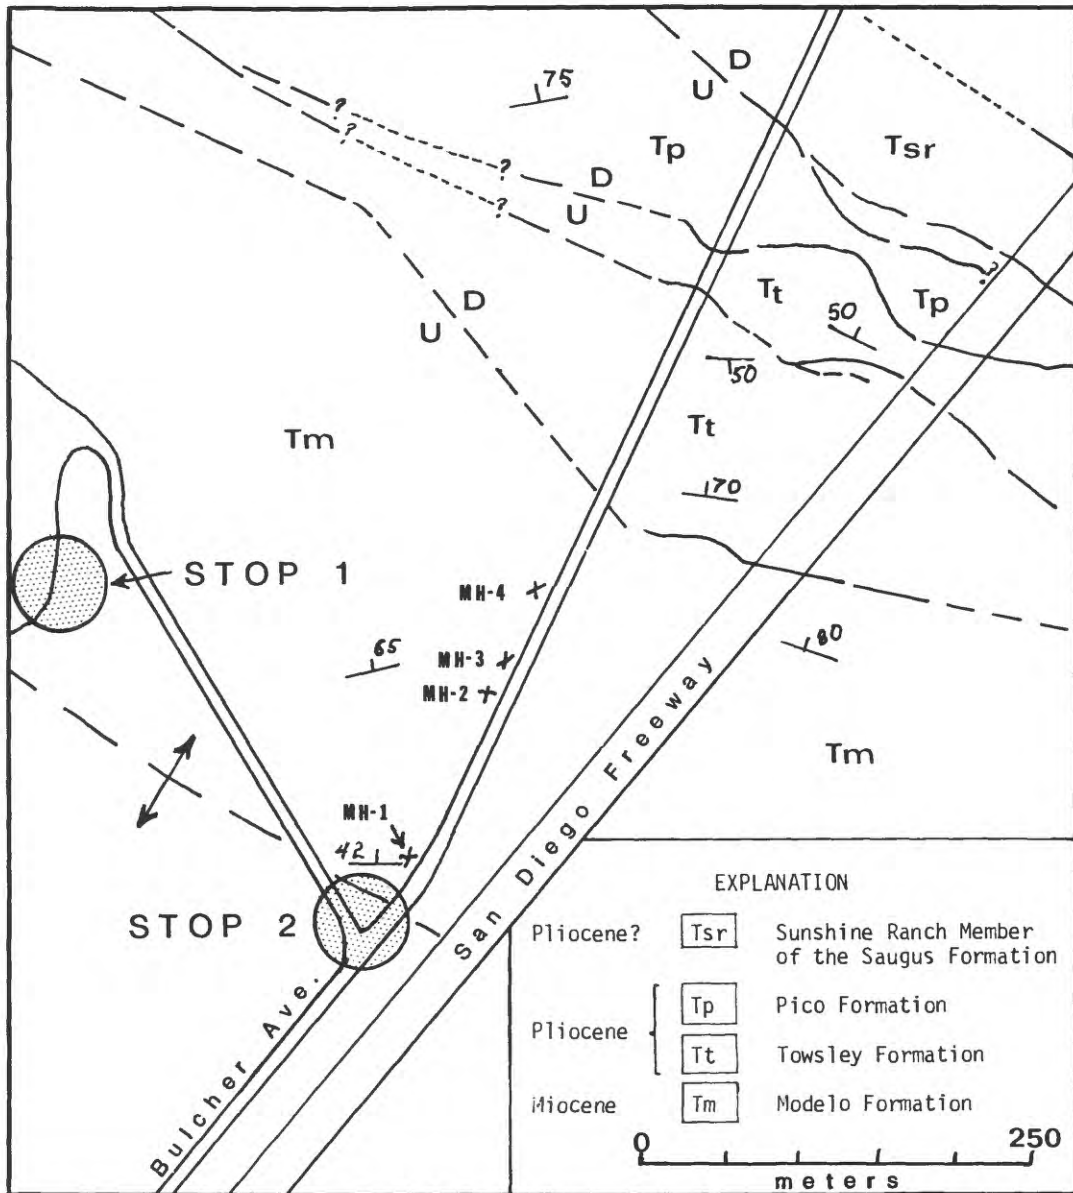 75
D
U
Tp
Tsr
?
?
?
?
D
U
?
D
U
Tt
50
Tp
50
Tm
Tt
70
STOP 1
MH-4
65
MH-3
MH-2
80
Tm
MH-1
42
STOP 2
San Diego Freeway
Bulcher Ave.
EXPLANATION
Pliocene? Tsr Sunshine Ranch Member
of the Saugus Formation
Pliocene Tp Pico Formation
Tt Towsley Formation
Miocene Tm Modelo Formation
0 250
meters